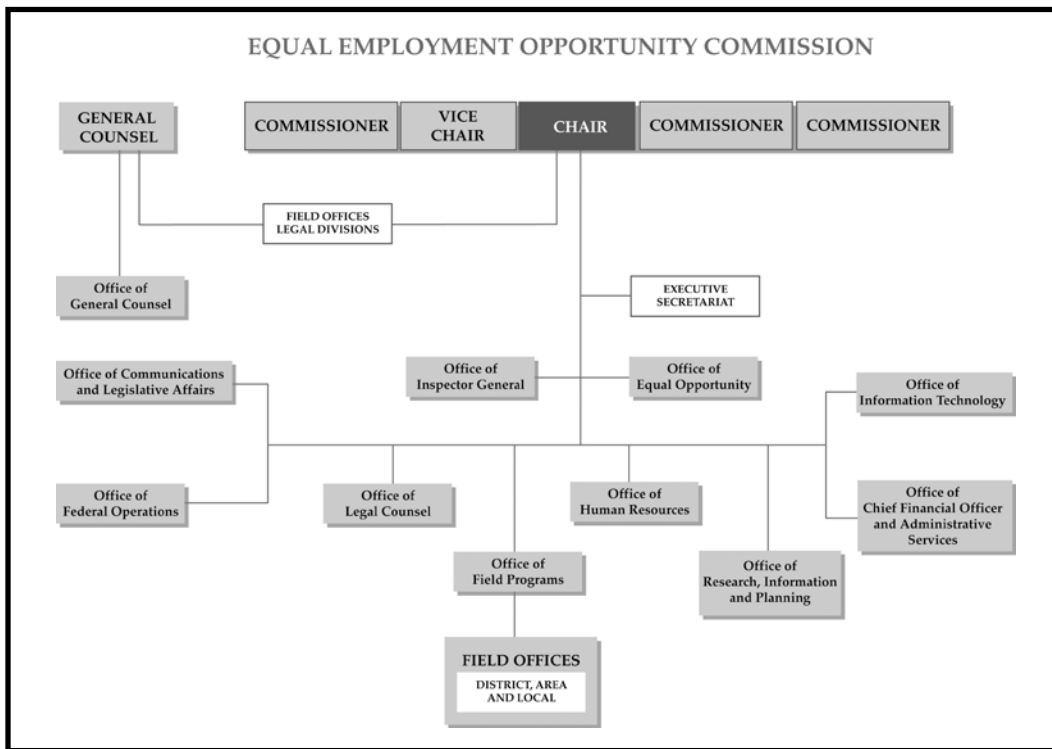 EQUAL EMPLOYMENT OPPORTUNITY COMMISSION
GENERAL
COUNSEL
COMMISSIONER
VICE
CHAIR
CHAIR
COMMISSIONER
COMMISSIONER
FIELD OFFICES
LEGAL DIVISIONS
Office of
General Counsel
EXECUTIVE
SECRETARIAT
Office of Communications
and Legislative Affairs
Office of
Inspector General
Office of
Equal Opportunity
Office of
Information Technology
Office of
Federal Operations
Office of
Legal Counsel
Office of
Human Resources
Office of
Chief Financial Officer
and Administrative
Services
Office of
Field Programs
Office of
Research, Information
and Planning
FIELD OFFICES
DISTRICT, AREA
AND LOCAL